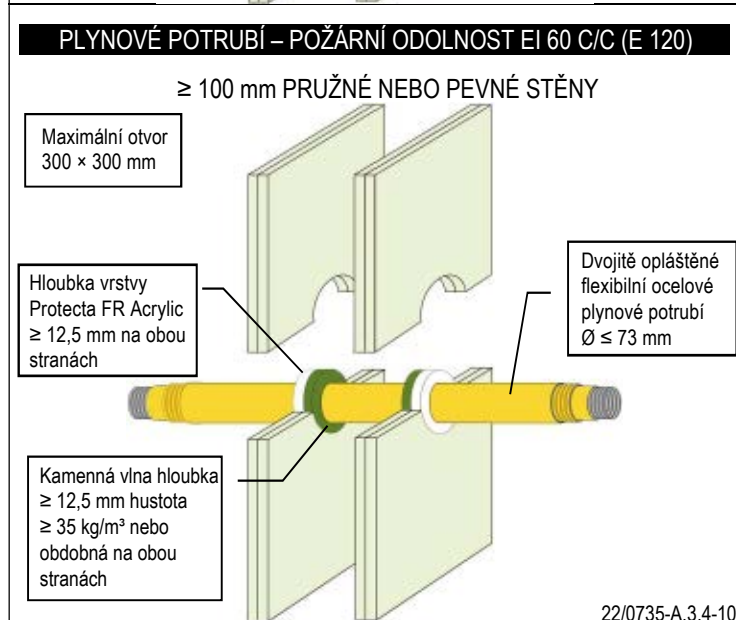 PLYNOVÉ POTRUBÍ – POŽÁRNÍ ODOLNOST EI 60 C/C (E 120)
≥ 100 mm PRUŽNÉ NEBO PEVNÉ STĚNY
Maximální otvor
300 × 300 mm
Hloubka vrstvy
Protecta FR Acrylic
≥ 12,5 mm na obou
stranách
Dvojitě opláštěné
flexibilní ocelové
plynové potrubí
Ø ≤ 73 mm
Kamenná vlna hloubka
≥ 12,5 mm hustota
≥ 35 kg/m³ nebo
obdobná na obou
stranách
22/0735-A.3.4-10